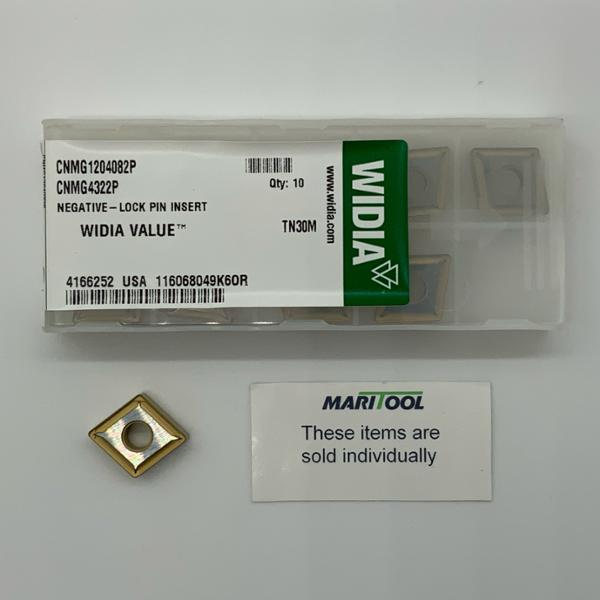 CNMG1204082P
CNMG4322P
Qty: 10
NEGATIVE-LOCK PIN INSERT
WIDIA VALUE™
TN30M
4166252 USA 116068049K60R
www.widia.com
WIDIA
MARITOOL
These items are
sold individually